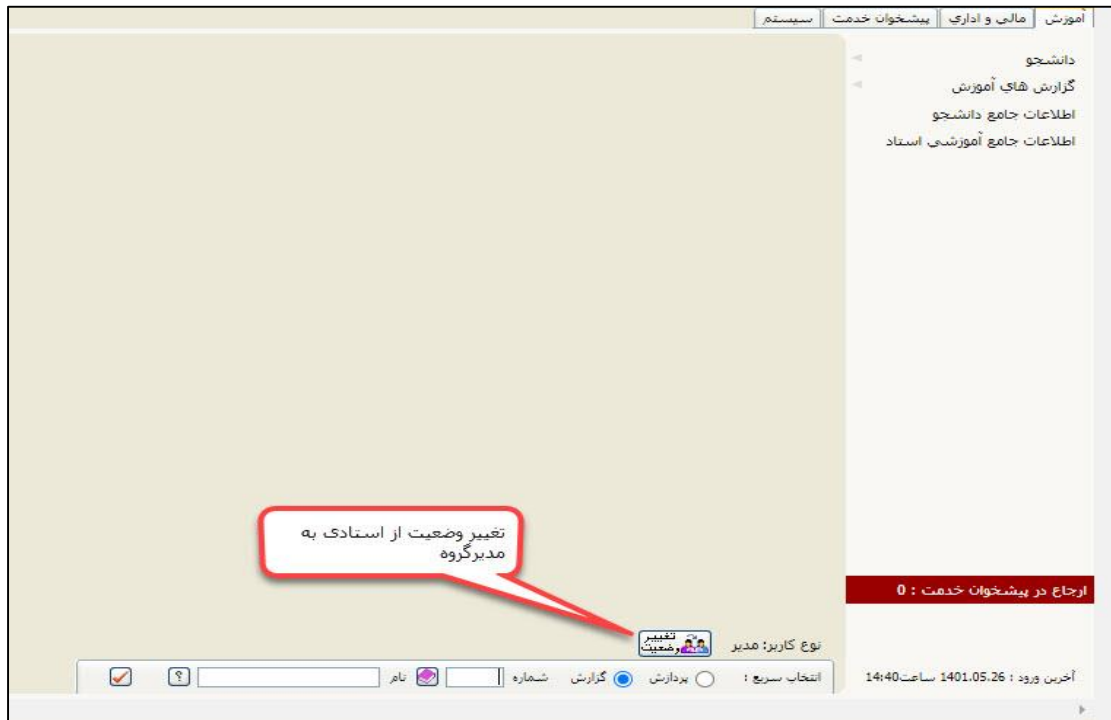 آموزش مالی و اداري پیشخوان خدمت سیستم
دانشجو
گزارش هاي آموزش
اطلاعات جامع دانشجو
اطلاعات جامع آموزشی استاد
تغییر وضعیت از استادی به
مدیرگروه
ارجاع در پیشخوان خدمت : 0
نوع کاربر: مدیر تغییر وضعیت
انتخاب سریع : پردازش گزارش شماره نام ؟
آخرین ورود : 1401.05.26 ساعت14:40